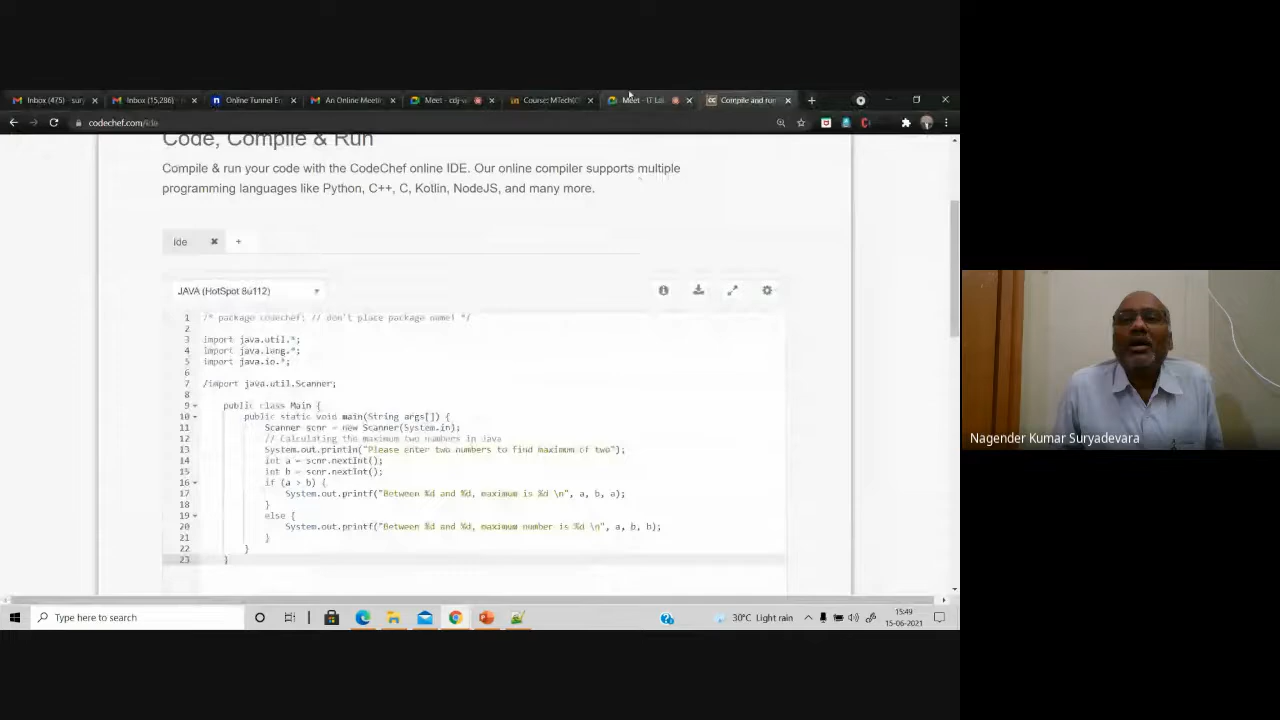 Inbox (475) - sury
Inbox (15,286) -
Online Tunnel En
An Online Meetin
Meet - cdj-v
Course: MTech(C
Meet - IT Lab
Compile and run
codechef.com/ide
Code, Compile & Run
Compile & run your code with the CodeChef online IDE. Our online compiler supports multiple
programming languages like Python, C++, C, Kotlin, NodeJS, and many more.
ide
JAVA (HotSpot 8u112)
1 /* package codechef; // don't place package name! */
2
3 import java.util.*;
4 import java.lang.*;
5 import java.io.*;
6
7 /import java.util.Scanner;
8
9 public class Main {
10 public static void main(String args[]) {
11 Scanner scnr = new Scanner(System.in);
12 // Calculating the maximum two numbers in Java
13 System.out.println("Please enter two numbers to find maximum of two");
14 int a = scnr.nextInt();
15 int b = scnr.nextInt();
16 if (a > b) {
17 System.out.printf("Between %d and %d, maximum is %d \n", a, b, a);
18 }
19 else {
20 System.out.printf("Between %d and %d, maximum number is %d \n", a, b, b);
21 }
22 }
23 }
Nagender Kumar Suryadevara
Type here to search
30°C Light rain
15:49
15-06-2021